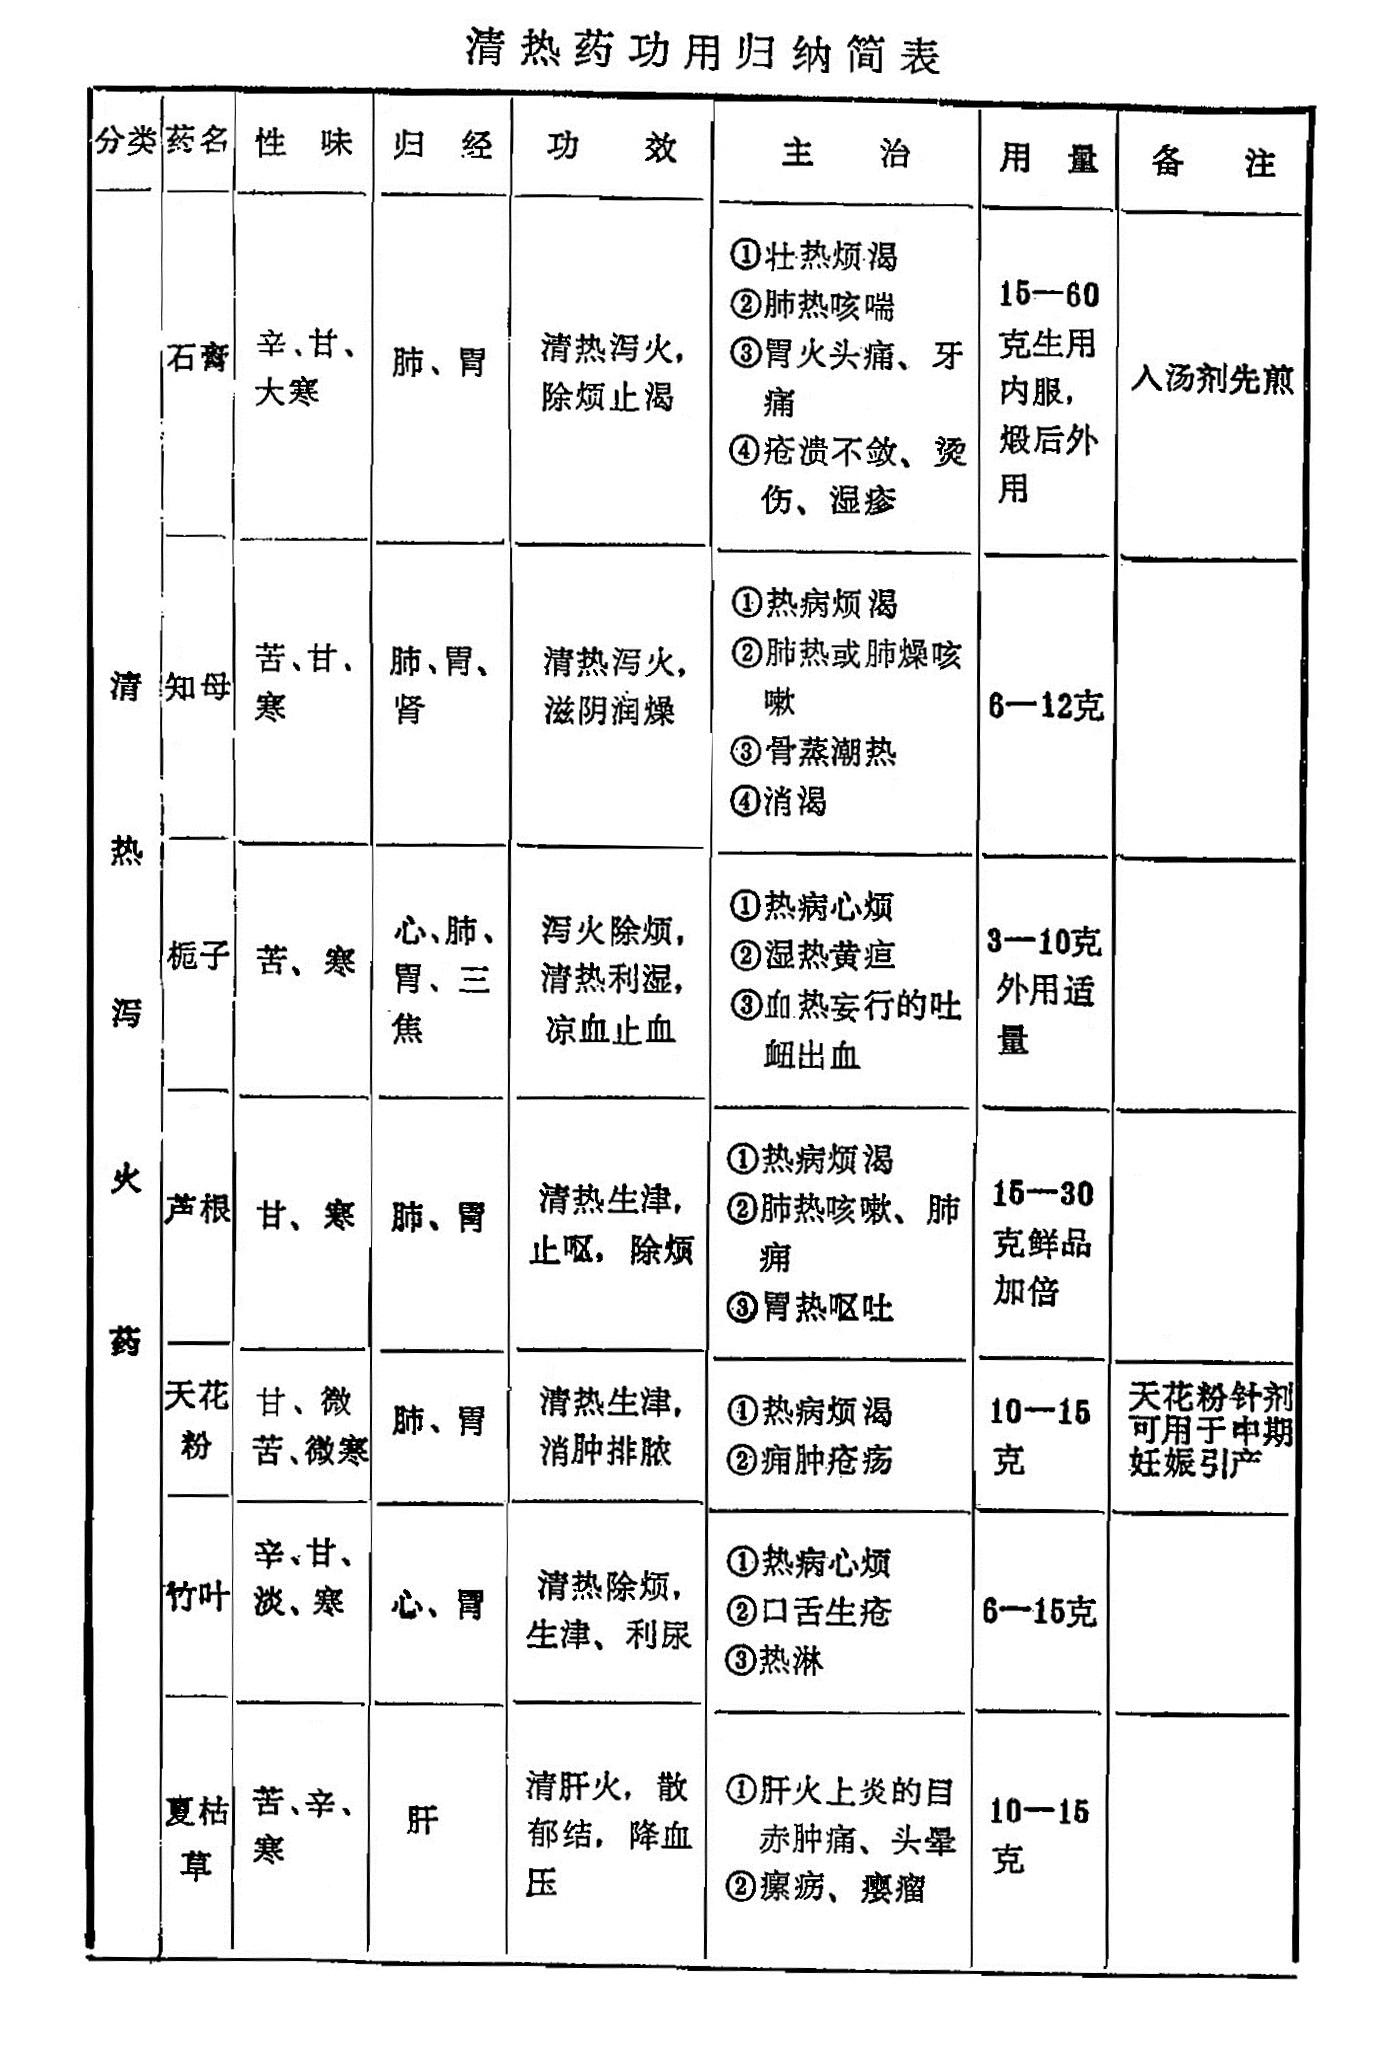 清热药功用归纳简表
分类 药名 性味 归经 功效 主治 用量 备注
清热泻火药
石膏
辛、甘、
大寒
肺、胃
清热泻火，
除烦止渴
①壮热烦渴
②肺热咳喘
③胃火头痛、牙
痛
④疮溃不敛、烫
伤、湿疹
15—60
克生用
内服，
煅后外
用
入汤剂先煎
知母
苦、甘、
寒
肺、胃、
肾
清热泻火，
滋阴润燥
①热病烦渴
②肺热或肺燥咳
嗽
③骨蒸潮热
④消渴
6—12克
栀子
苦、寒
心、肺、
胃、三
焦
泻火除烦，
清热利湿，
凉血止血
①热病心烦
②湿热黄疸
③血热妄行的吐
衄出血
3—10克
外用适
量
芦根
甘、寒
肺、胃
清热生津，
止呕，除烦
①热病烦渴
②肺热咳嗽、肺
痈
③胃热呕吐
15—30
克鲜品
加倍
天花
粉
甘、微
苦、微寒
肺、胃
清热生津，
消肿排脓
①热病烦渴
②痈肿疮疡
10—15
克
天花粉针剂
可用于中期
妊娠引产
竹叶
辛、甘、
淡、寒
心、胃
清热除烦，
生津、利尿
①热病心烦
②口舌生疮
③热淋
6—15克
夏枯
草
苦、辛、
寒
肝
清肝火，散
郁结，降血
压
①肝火上炎的目
赤肿痛、头晕
②瘰疬、瘿瘤
10—15
克